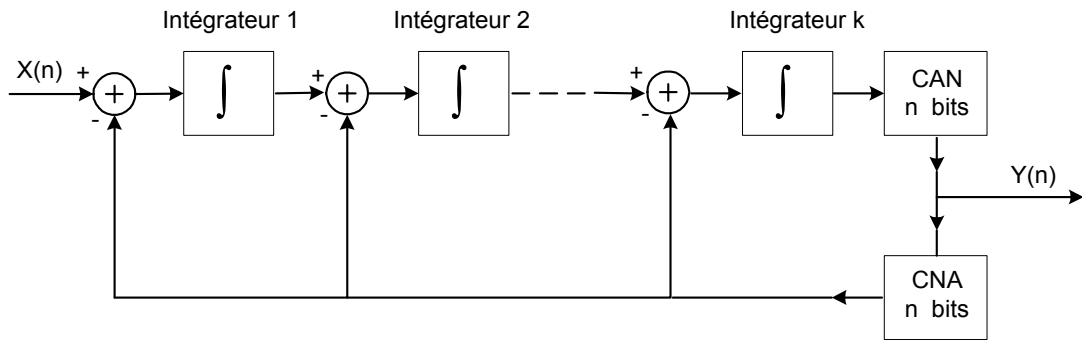 Intégrateur 1
Intégrateur 2
Intégrateur k
X(n)
+
-
+
∫
+
-
+
∫
+
-
+
∫
CAN
n bits
Y(n)
CNA
n bits